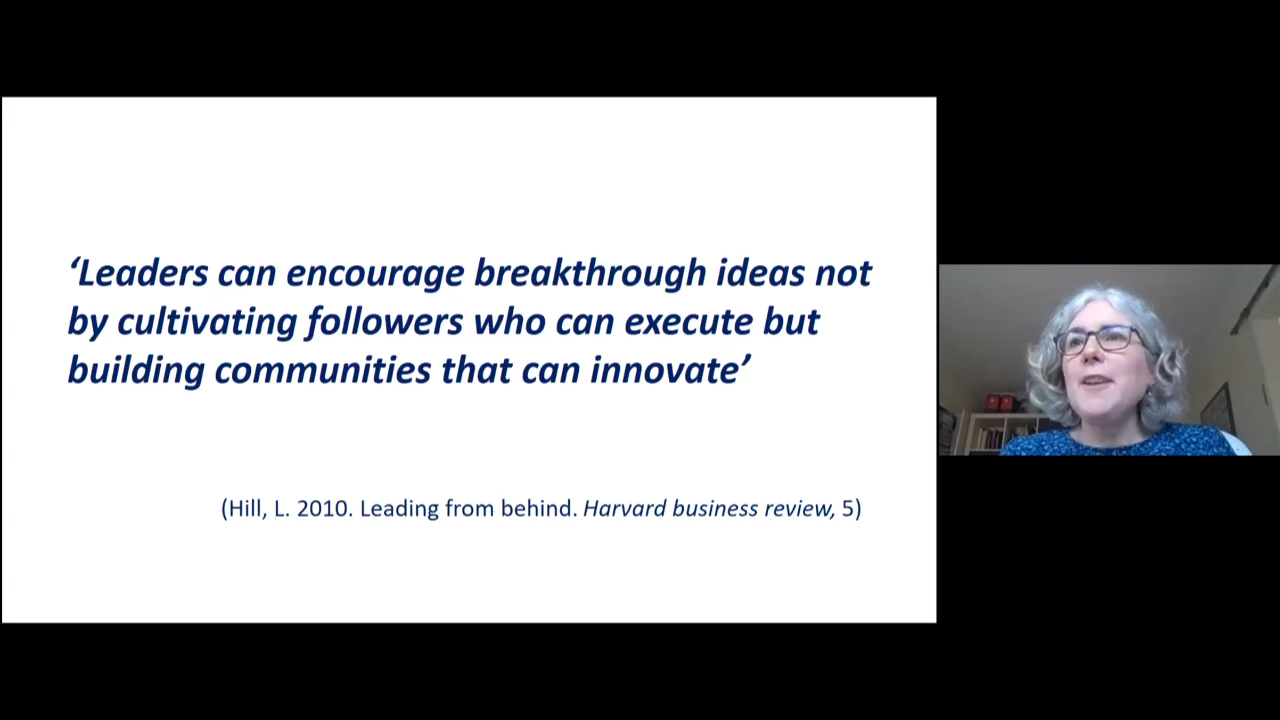 ‘Leaders can encourage breakthrough ideas not
by cultivating followers who can execute but
building communities that can innovate’
(Hill, L. 2010. Leading from behind. Harvard business review, 5)